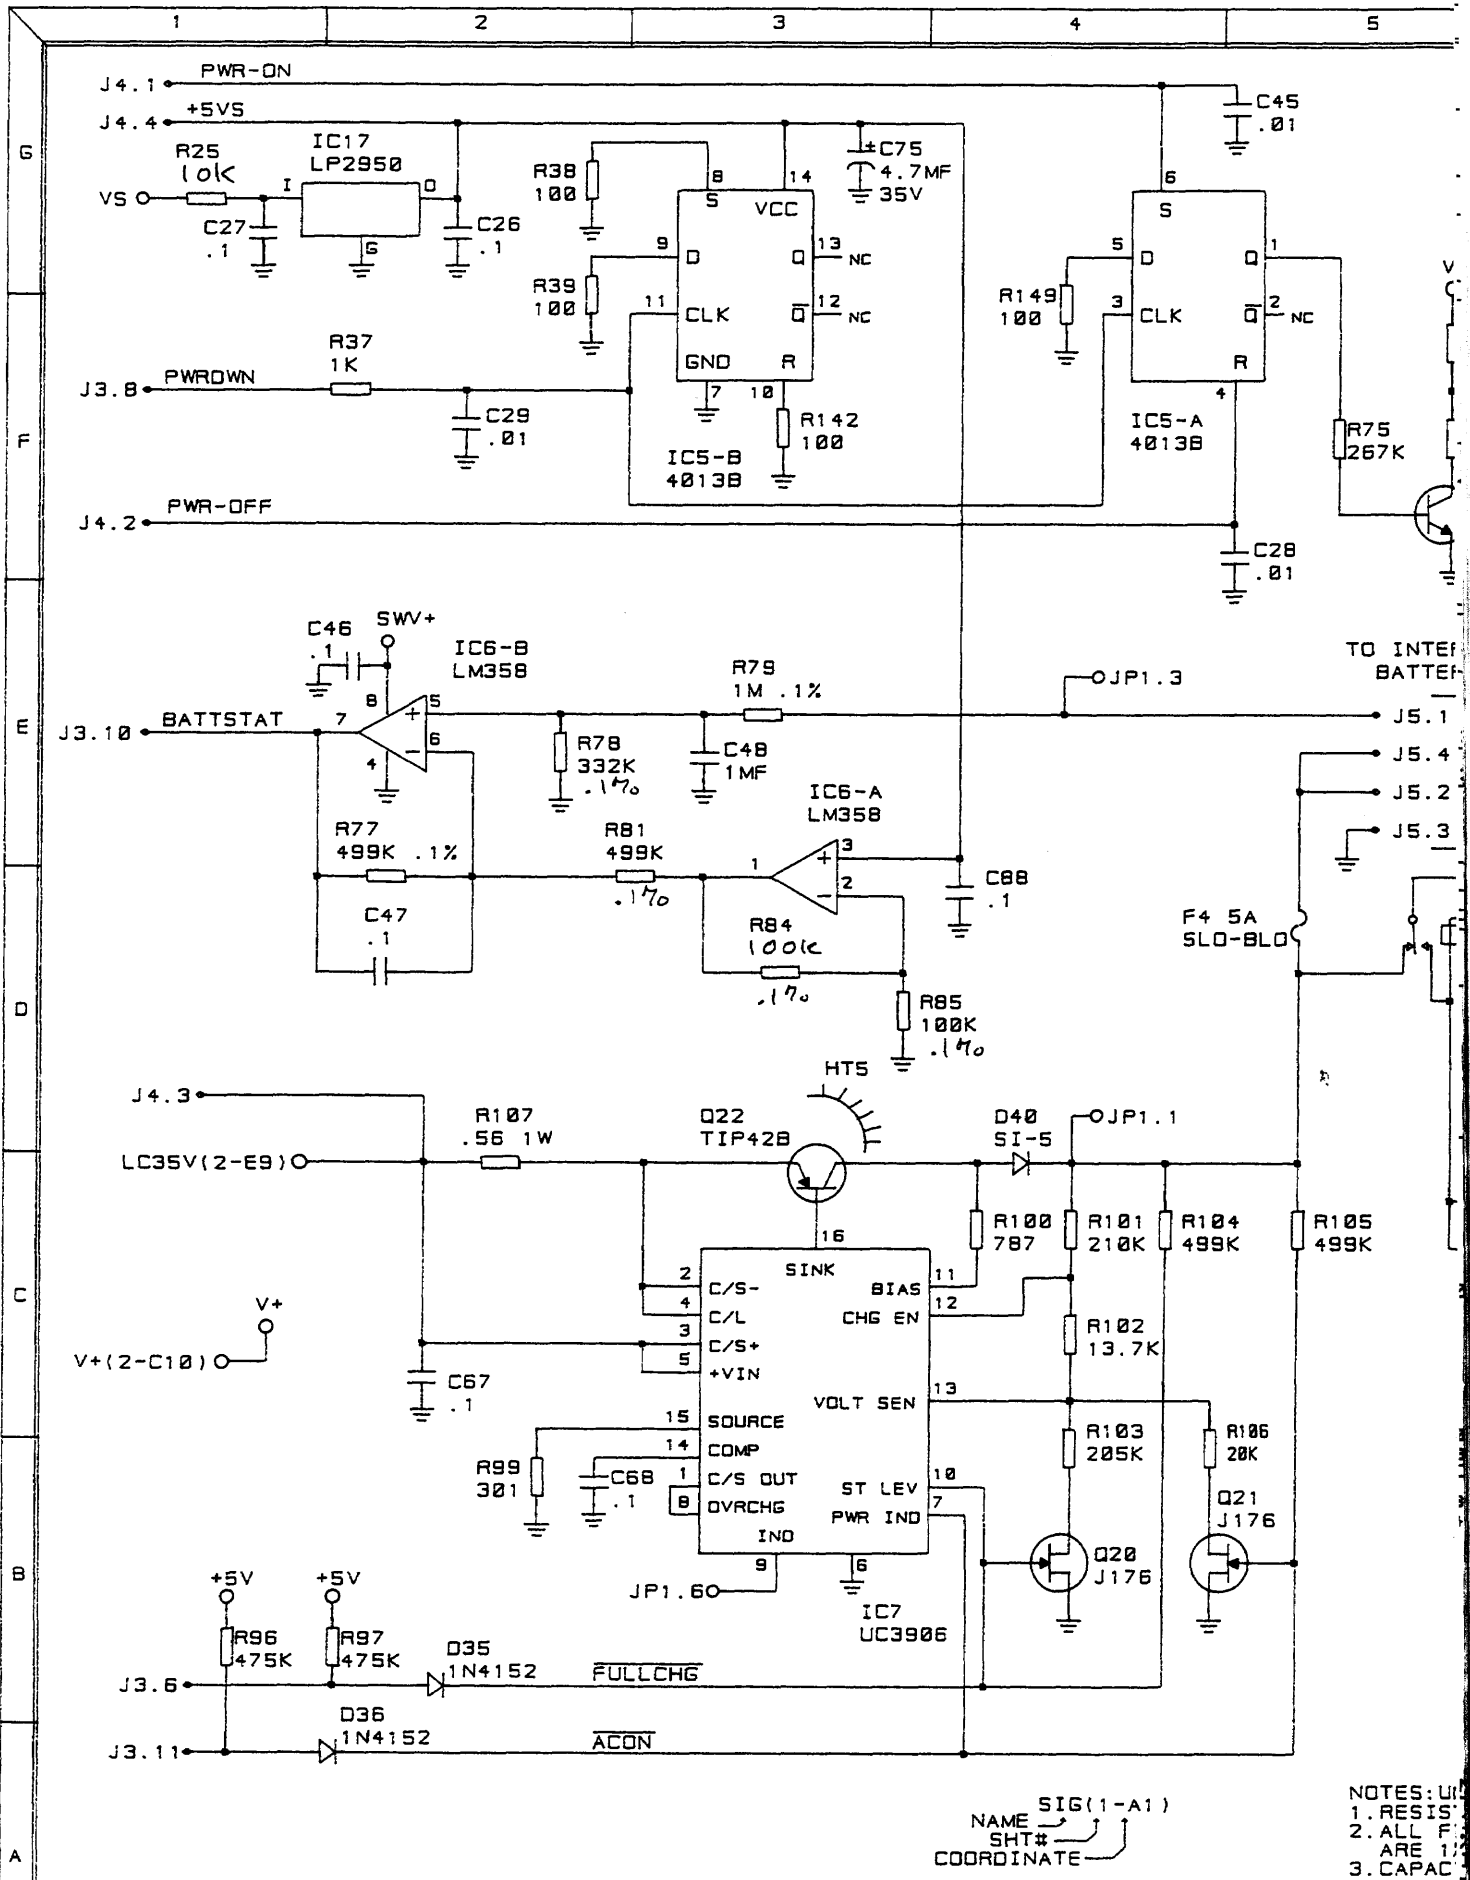 1 2 3 4 5
J4.1 PWR-ON
J4.4 +5VS
C45
.01
G
R25
10K
IC17
LP2950
VS
I O
G
C27
.1
C26
.1
R38
100
8
S
14
VCC
+C75
4.7MF
35V
R39
100
9 D
Q 13 NC
11 CLK
Q 12 NC
GND R
7 10
R142
100
IC5-B
4013B
6
S
5 D
Q 1
R149
100
3 CLK
Q 2 NC
R
4
IC5-A
4013B
R75
267K
V
R37
1K
J3.8 PWRDWN
C29
.01
F
J4.2 PWR-OFF
C28
.01
C46
.1
SWV+
IC6-B
LM358
R79
1M .1%
JP1.3
TO INTER
BATTER
E
J3.10 BATTSTAT
7 8 + 5
- 6
4
R78
332K
.1%
C48
1MF
J5.1
J5.4
J5.2
J5.3
IC6-A
LM358
R77
499K .1%
R81
499K
.1%
1 + 3
- 2
C88
.1
C47
.1
R84
100K
.1%
F4 5A
SLO-BLO
D
R85
100K
.1%
HT5
J4.3
R107
.56 1W
Q22
TIP42B
D40
SI-5
JP1.1
LC35V(2-E9)
R100
787
R101
210K
R104
499K
R105
499K
16
SINK
2 C/S-
BIAS 11
4 C/L
CHG EN 12
3 C/S+
5 +VIN
C
V+
V+(2-C10)
R102
13.7K
C67
.1
VOLT SEN 13
15 SOURCE
14 COMP
R99
301
C68
.1
1 C/S OUT
8 OVRCHG
R103
205K
R106
20K
ST LEV 10
PWR IND 7
IND
9 6
Q21
J176
Q20
J176
B
JP1.6
IC7
UC3906
+5V +5V
R96
475K
R97
475K
D35
1N4152
FULLCHG
J3.6
D36
1N4152
ACON
J3.11
A
SIG(1-A1)
NAME
SHT#
COORDINATE
NOTES:
1.RESIS
2.ALL F
ARE 1
3.CAPAC